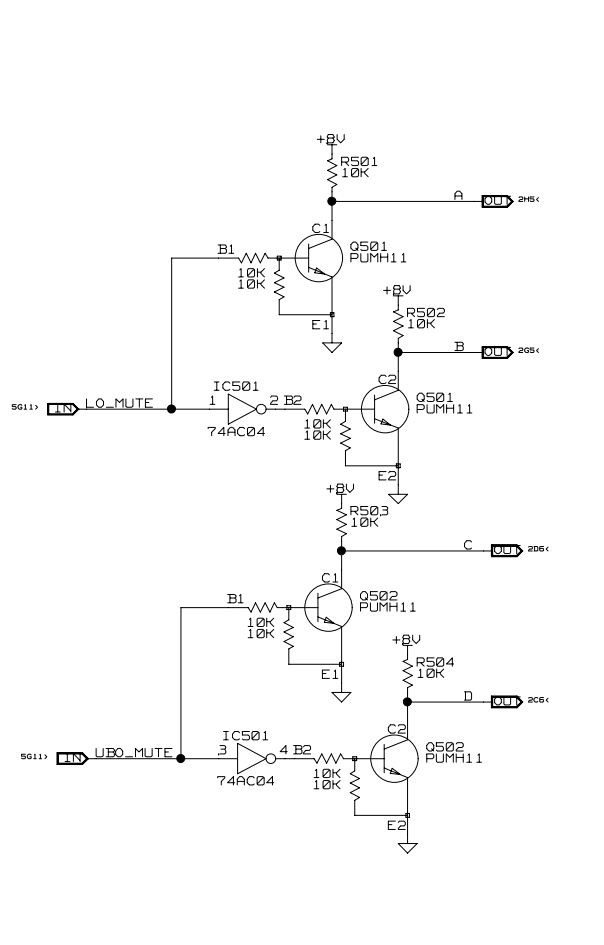 +8V
R501
10K
A
OUT
2H5<
C1
B1
Q501
PUMH11
10K
10K
+8V
R502
10K
E1
B
OUT
2G5<
C2
IC501
Q501
PUMH11
5G11>
IN
LO_MUTE
1
2 B2
74AC04
10K
10K
E2
+8V
R503
10K
C
OUT
2D6<
C1
B1
Q502
PUMH11
10K
10K
+8V
R504
10K
E1
D
OUT
2C6<
C2
IC501
Q502
PUMH11
5G11>
IN
UBO_MUTE
3
4 B2
74AC04
10K
10K
E2